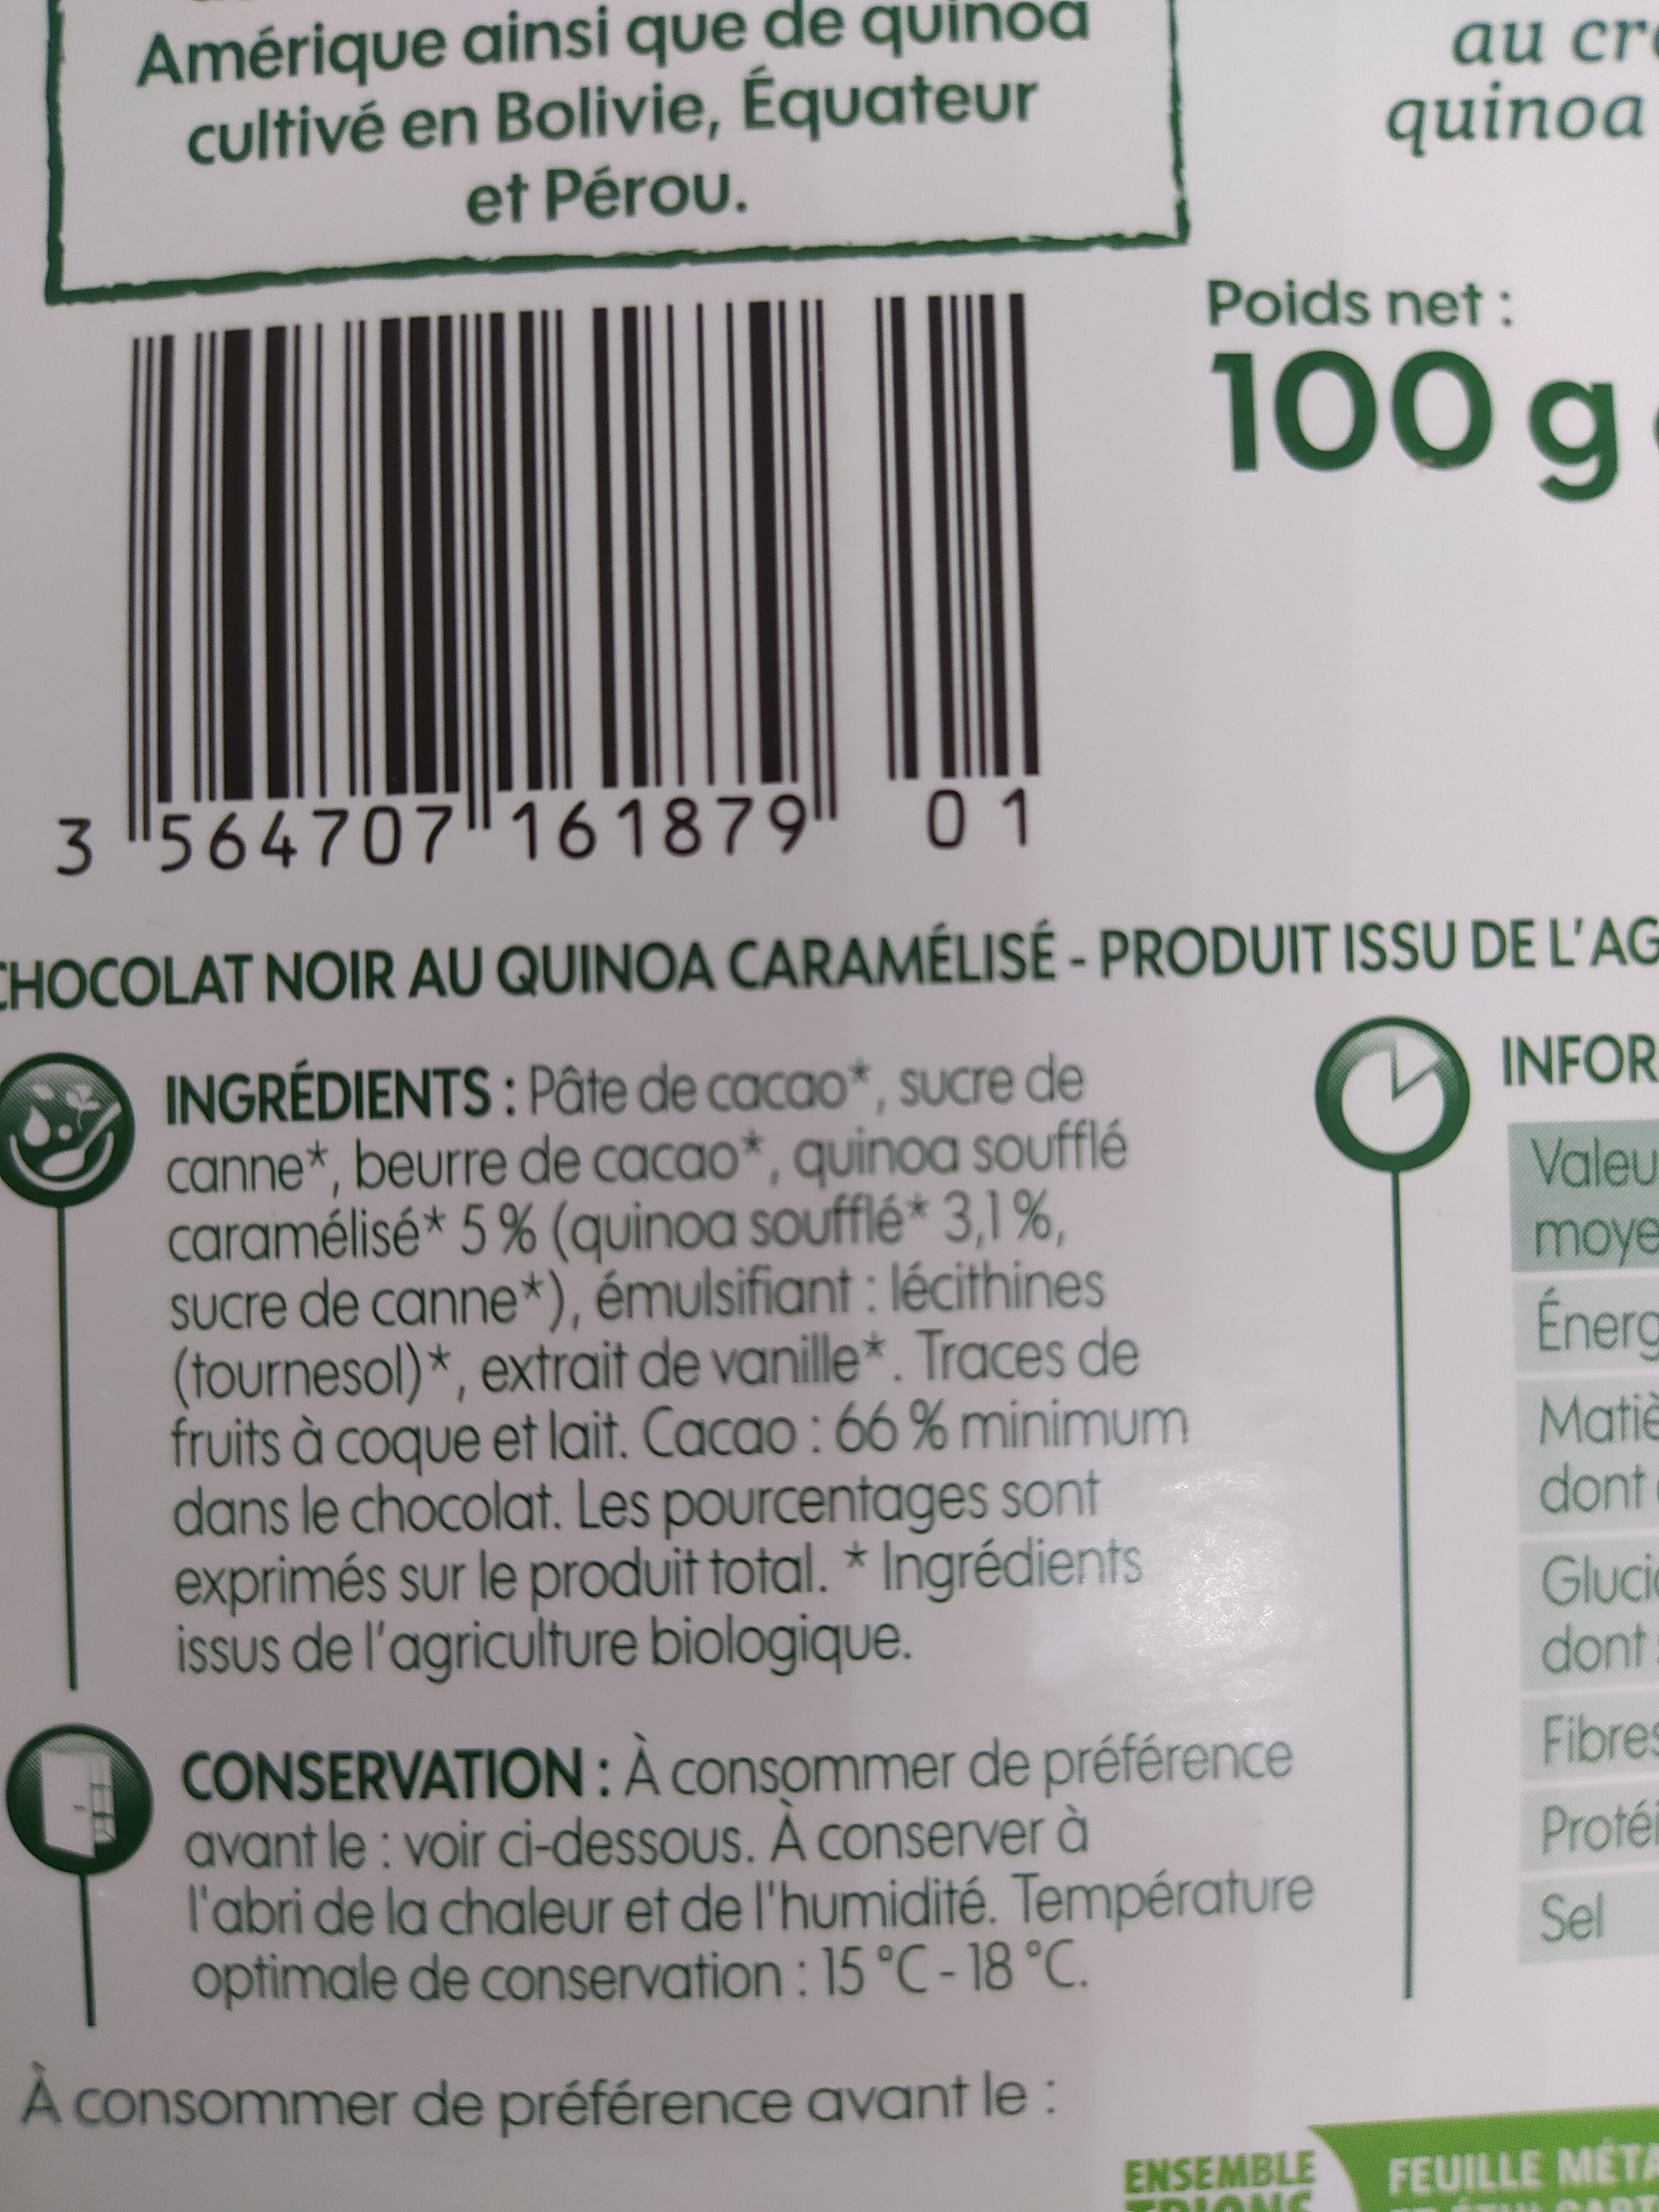 Amérique ainsi que de quinoa
cultivé en Bolivie, Équateur
et Pérou.
au
quinoa
Poids net :
100 g
3 564707 161879 01
CHOCOLAT NOIR AU QUINOA CARAMÉLISÉ - PRODUIT ISSU DE L'AG
INGRÉDIENTS : Pâte de cacao*, sucre de
canne*, beurre de cacao*, quinoa soufflé
caramélisé* 5 % (quinoa soufflé* 3,1 %,
sucre de canne*), émulsifiant : lécithines
(tournesol)*, extrait de vanille*. Traces de
fruits à coque et lait. Cacao : 66 % minimum
dans le chocolat. Les pourcentages sont
exprimés sur le produit total. * Ingrédients
issus de l'agriculture biologique.
CONSERVATION : À consommer de préférence
avant le : voir ci-dessous. À conserver à
l'abri de la chaleur et de l'humidité. Température
optimale de conservation : 15 °C - 18 °C.
À consommer de préférence avant le :
INFOR
Valeu
moye
Énerg
Matiè
dont
Gluci
dont
Fibres
Protéi
Sel
ENSEMBLE
TRIONS
FEUILLE MÉTA